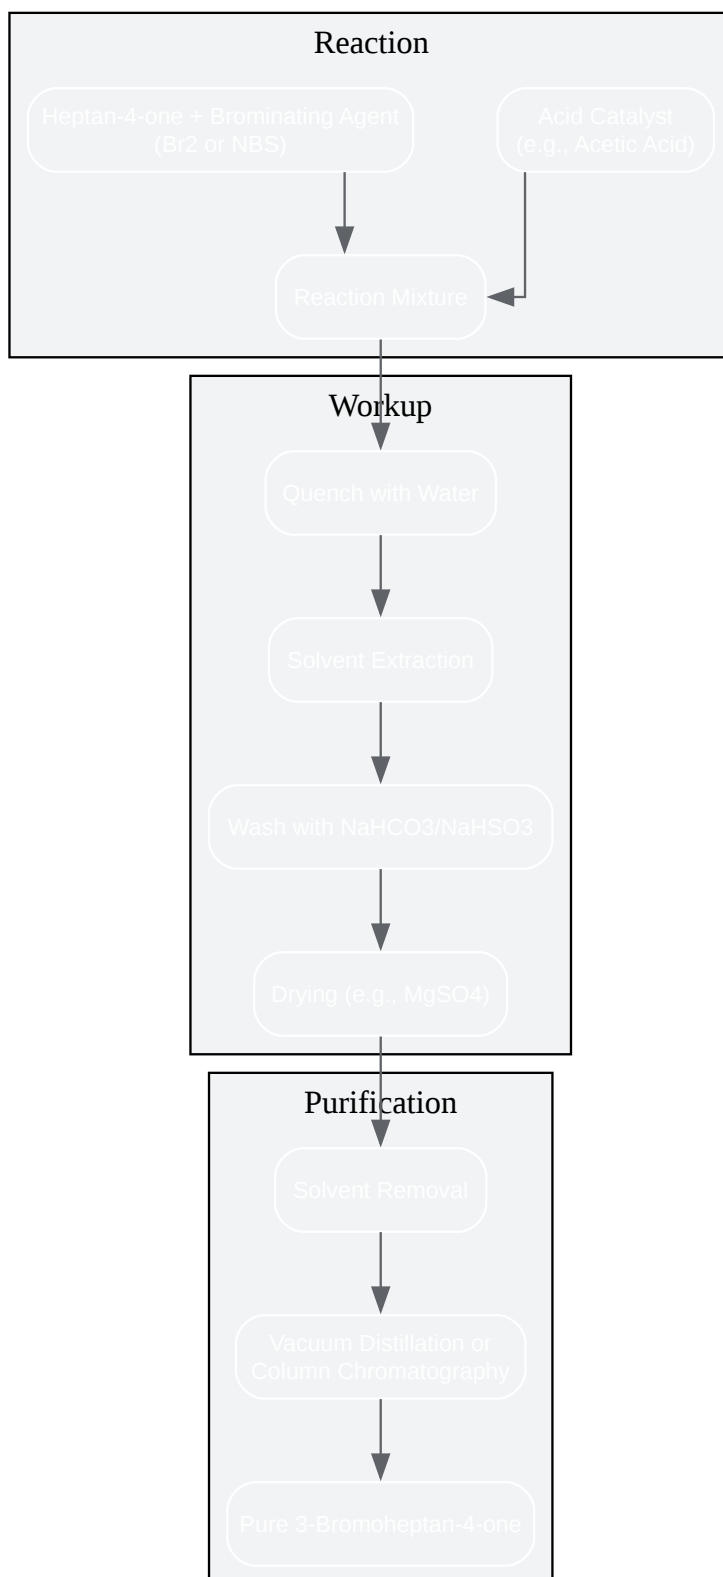 Reaction
Heptan-4-one + Brominating Agent
(Br2 or NBS)
Acid Catalyst
(e.g., Acetic Acid)
Reaction Mixture
Workup
Quench with Water
Solvent Extraction
Wash with NaHCO3/NaHSO3
Drying (e.g., MgSO4)
Purification
Solvent Removal
Vacuum Distillation or
Column Chromatography
Pure 3-Bromoheptan-4-one